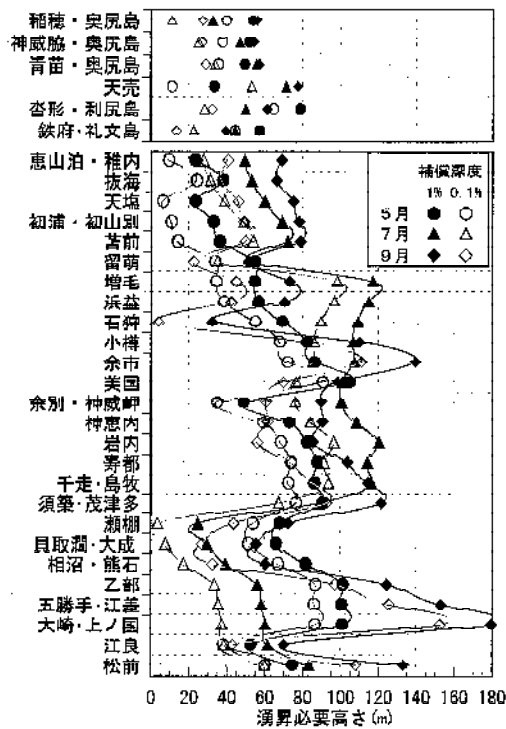 稲穂・奥尻島
神威脇・奥尻島
青苗・奥尻島
天売
沓形・利尻島
鉄府・礼文島
恵山泊・稚内
抜海
天塩
初浦・初山別
苫前
留萌
増毛
浜益
石狩
小樽
余市
美国
余別・神威岬
神恵内
岩内
寿都
千走・島牧
須築・茂津多
瀬棚
貝取澗・大成
相沼・熊石
乙部
五勝手・江差
大崎・上ノ国
江良
松前
補償深度
1% 0.1%
5月
7月
9月
0 20 40 60 80 100 120 140 160 180
湧昇必要高さ(m)